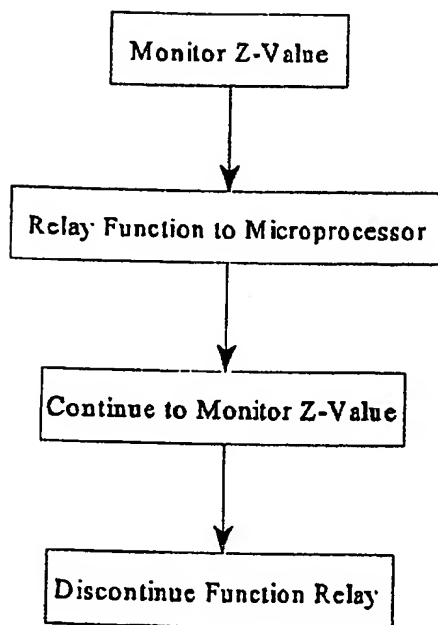 Monitor Z-Value
Relay Function to Microprocessor
Continue to Monitor Z-Value
Discontinue Function Relay